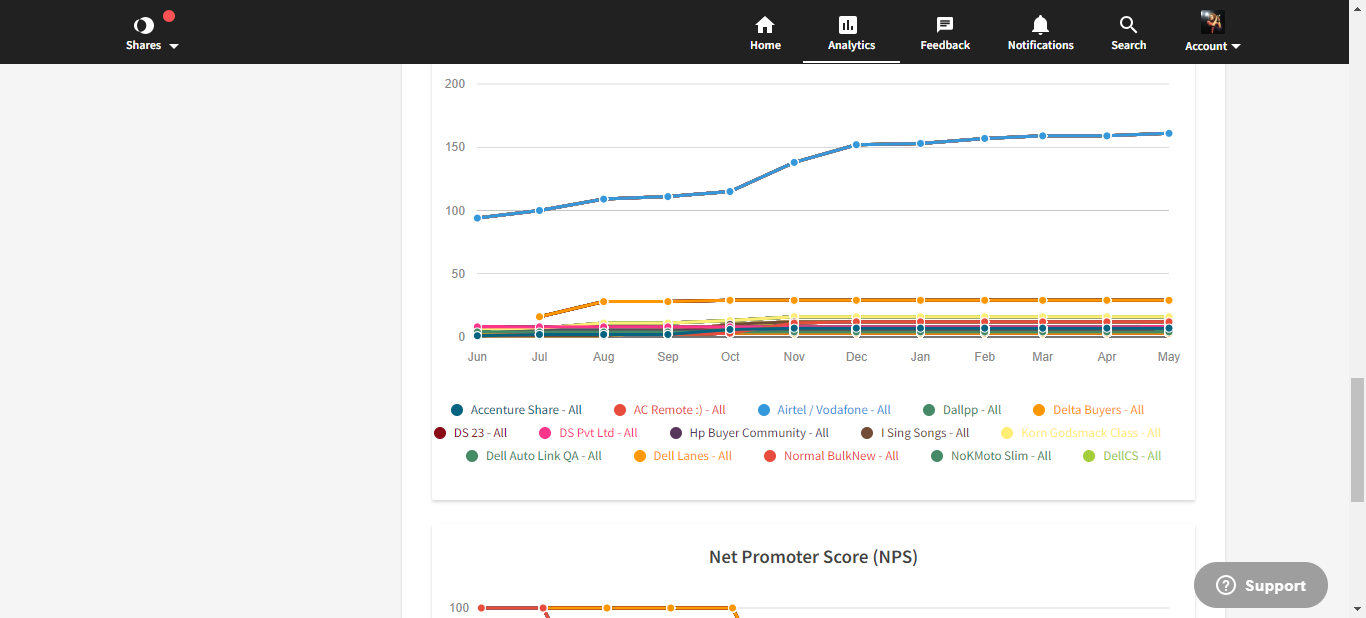 Shares
Home
Analytics
Feedback
Notifications
Search
Account
200
150
100
50
0
Jun Jul Aug Sep Oct Nov Dec Jan Feb Mar Apr May
Accenture Share - All AC Remote :) - All Airtel / Vodafone - All Dallpp - All Delta Buyers - All
DS 23 - All DS Pvt Ltd - All Hp Buyer Community - All I Sing Songs - All Korn Godsmack Class - All
Dell Auto Link QA - All Dell Lanes - All Normal BulkNew - All NoKMoto Slim - All DellCS - All
Net Promoter Score (NPS)
100
? Support